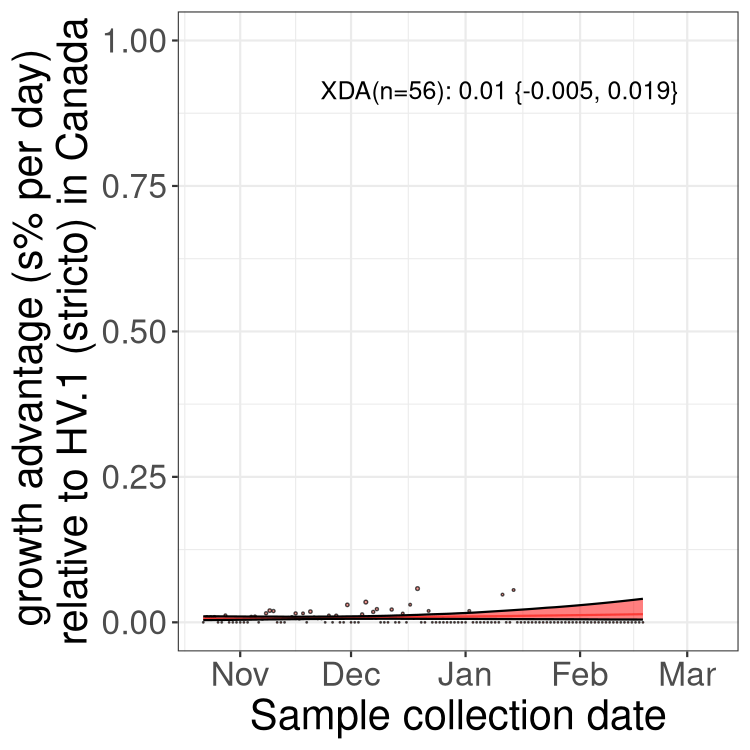 growth advantage (s% per day)
relative to HV.1 (stricto) in Canada
1.00
0.75
0.50
0.25
0.00
XDA(n=56): 0.01 {-0.005, 0.019}
Nov Dec Jan Feb Mar
Sample collection date